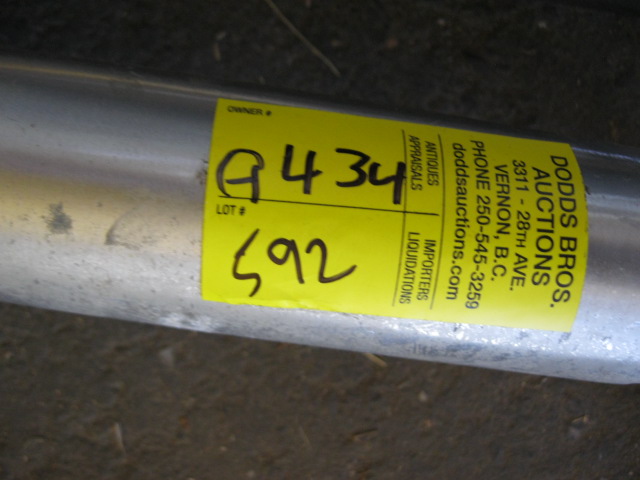 OWNER #
G434
LOT #
592
ANTIQUES
APPRAISALS
IMPORTERS
LIQUIDATIONS
DODDS BROS.
AUCTIONS
3311 - 28TH AVE.
VERNON, B.C.
PHONE 250-545-3259
doddsauctions.com